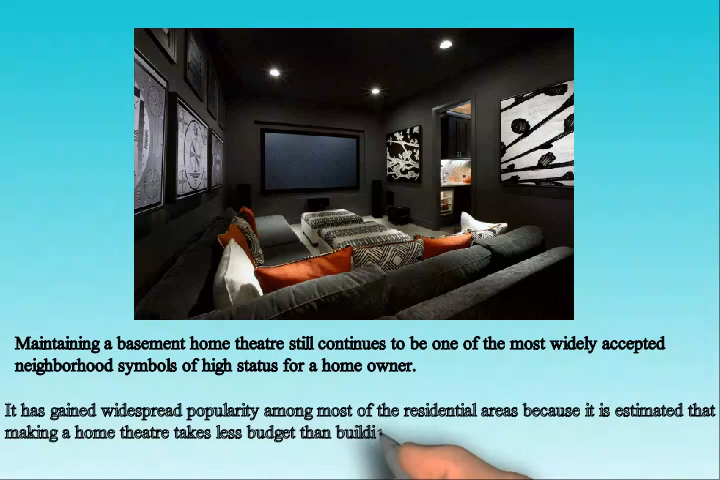 Maintaining a basement home theatre still continues to be one of the most widely accepted
neighborhood symbols of high status for a home owner.
It has gained widespread popularity among most of the residential areas because it is estimated that
making a home theatre takes less budget than buildi